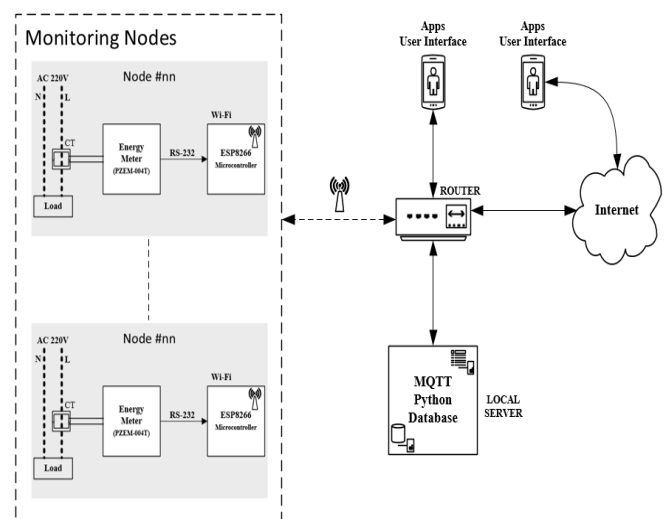 Monitoring Nodes
Node #nn
AC 220V
N
L
CT
Load
Energy
Meter
(PZEM-004T)
RS-232
Wi-Fi
ESP8266
Microcontroller
Node #nn
AC 220V
N
L
CT
Load
Energy
Meter
(PZEM-004T)
RS-232
Wi-Fi
ESP8266
Microcontroller
Apps
User Interface
Apps
User Interface
ROUTER
Internet
MQTT
Python
Database
LOCAL
SERVER